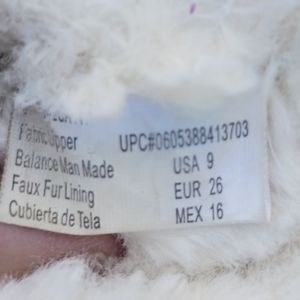 Fabric Upper UPC#0605388413703
Balance Man Made USA 9
Faux Fur Lining EUR 26
Cubierta de Tela MEX 16